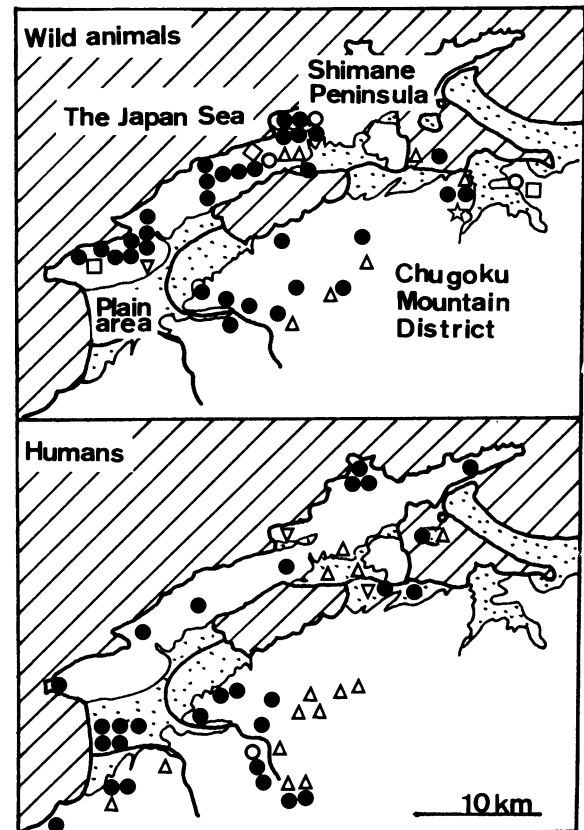 Wild animals
Shimane
Peninsula
The Japan Sea
Chugoku
Mountain
District
Plain
area
Humans
10 km